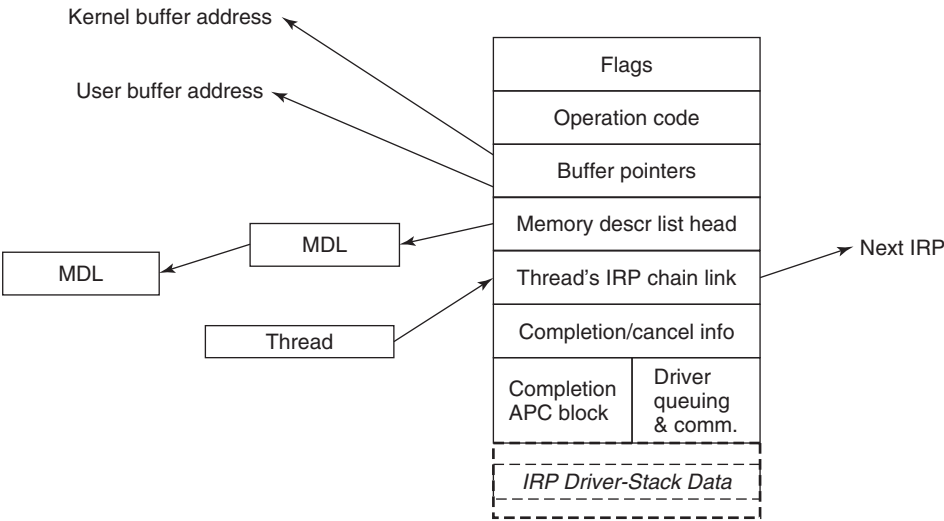 Kernel buffer address
User buffer address
Flags
Operation code
Buffer pointers
Memory descr list head
MDL
MDL
Thread's IRP chain link
Next IRP
Thread
Completion/cancel info
Completion
APC block
Driver
queuing
& comm.
IRP Driver-Stack Data